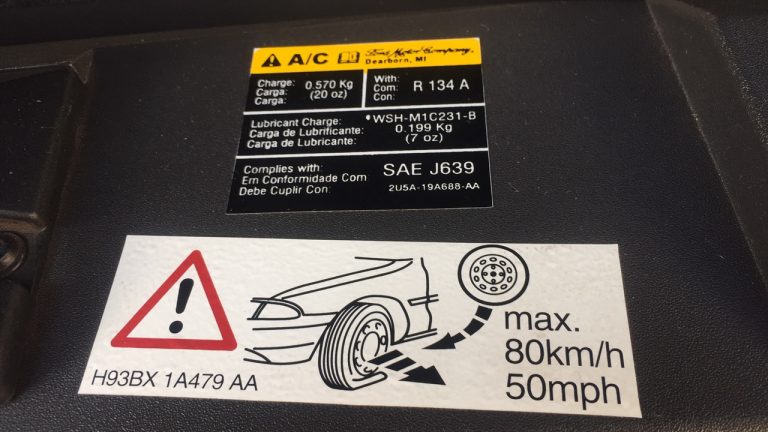 A/C Ford Motor Company,
Dearborn, MI
Charge: 0.570 Kg
Carga: (20 oz)
Carga:
With: R 134 A
Com:
Con:
Lubricant Charge: •WSH-M1C231-B
Carga de Lubrificante: 0.199 Kg
Carga de Lubricante: (7 oz)
Complies with: SAE J639
Em Conformidade Com
Debe Cuplir Con: 2U5A-19A688-AA
max.
80km/h
50mph
H93BX 1A479 AA